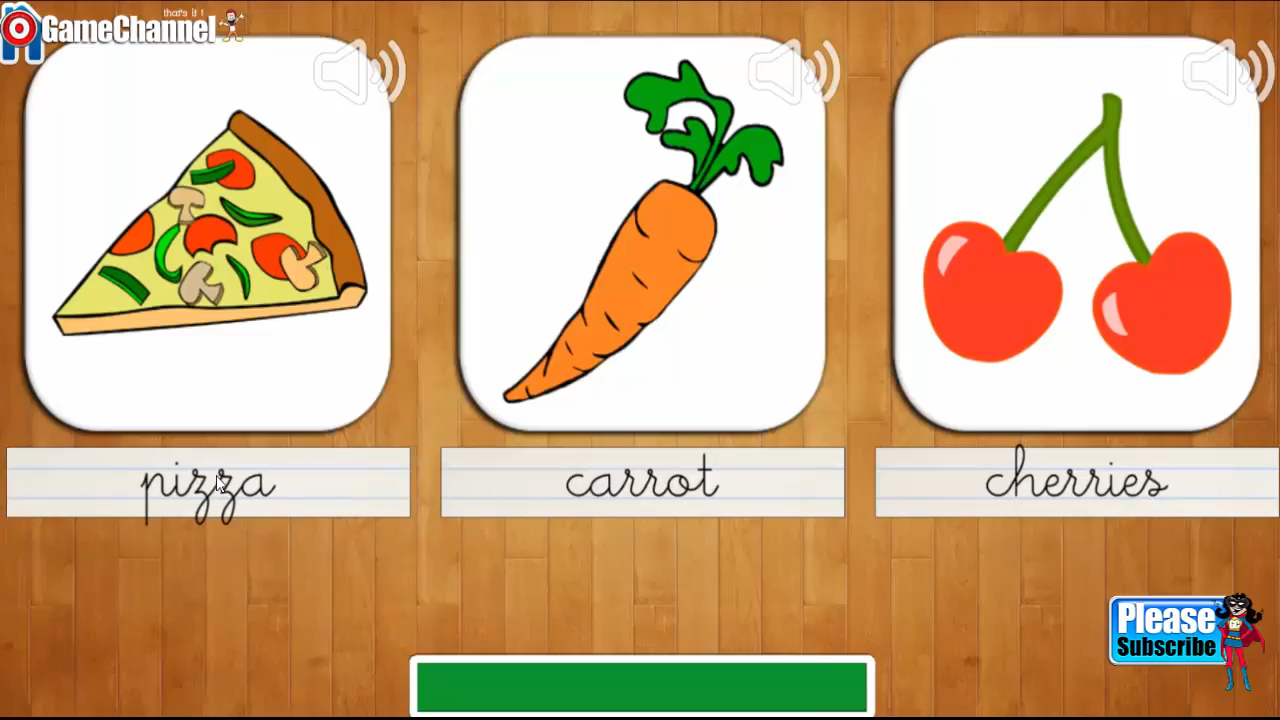 that's it !
GameChannel
pizza
carrot
cherries
Please
Subscribe